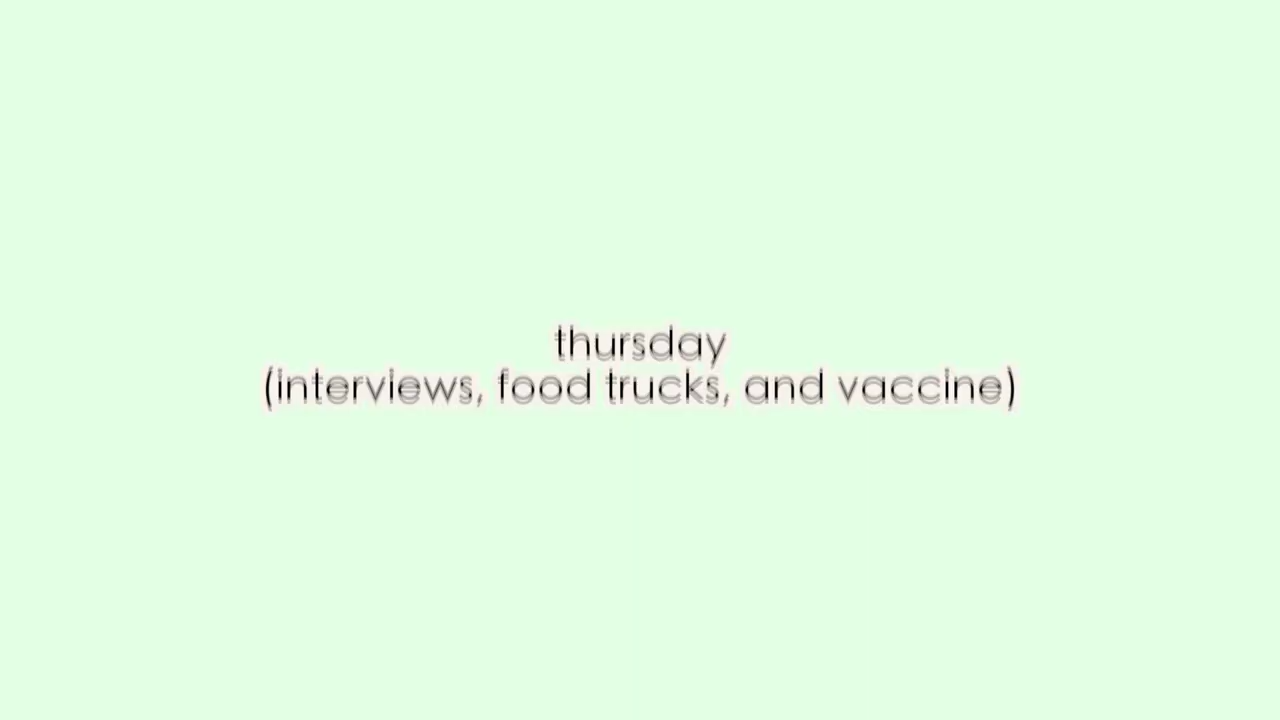 thursday
(interviews, food trucks, and vaccine)